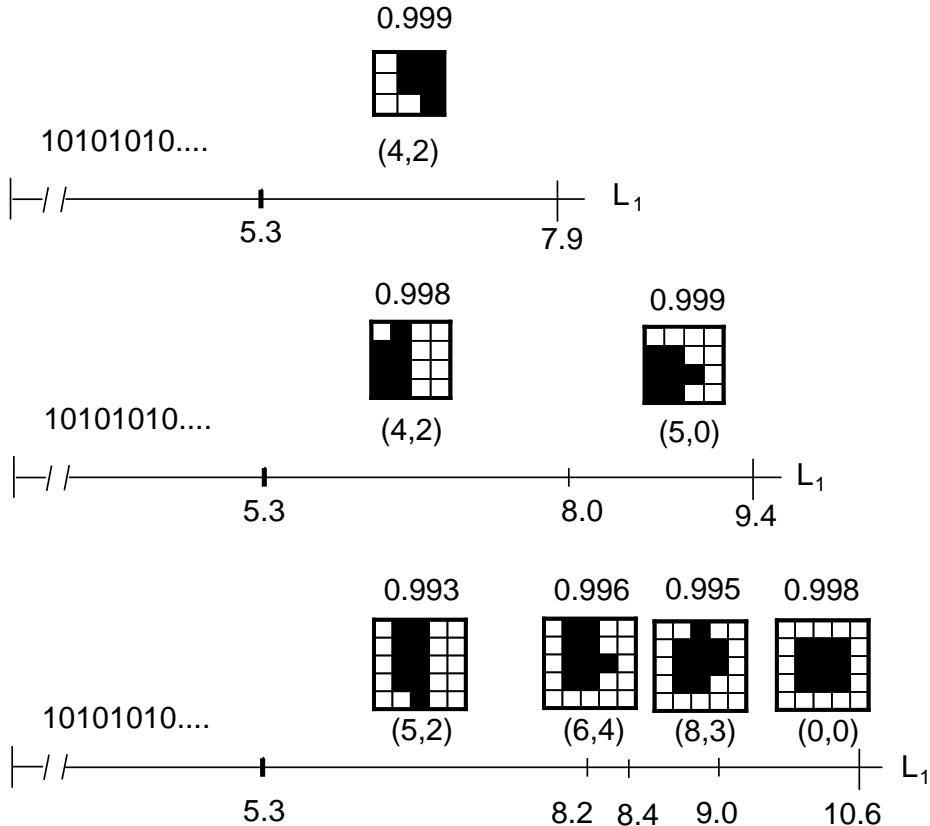 0.999
(4,2)
10101010....
5.3
7.9
L1
0.998
0.999
(4,2)
(5,0)
10101010....
5.3
8.0
9.4
L1
0.993 0.996 0.995 0.998
(5,2) (6,4) (8,3) (0,0)
10101010....
5.3 8.2 8.4 9.0 10.6
L1